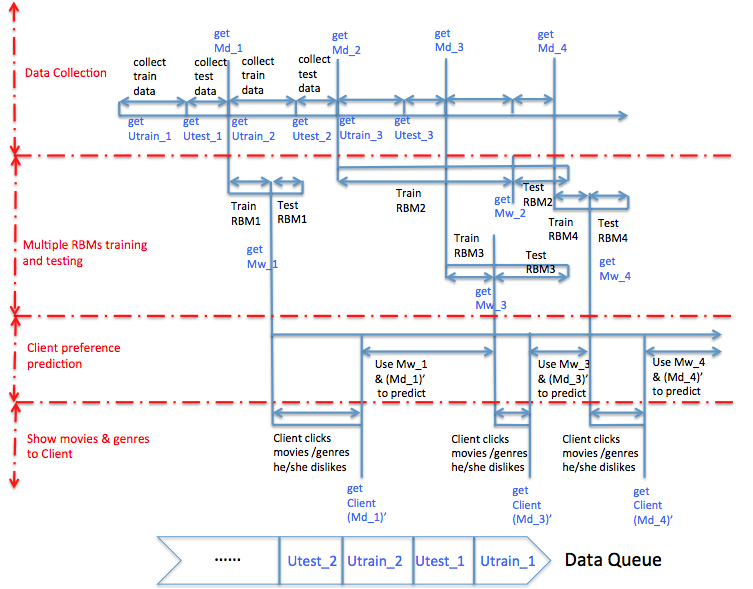 get
Md_1
get
Md_2
get
Md_3
get
Md_4
Data Collection
collect
train
data
collect
test
data
collect
train
data
collect
test
data
get
Utrain_1
get
Utest_1
get
Utrain_2
get
Utest_2
get
Utrain_3
get
Utest_3
Multiple RBMs training
and testing
Train
RBM1
Test
RBM1
get
Mw_1
Train
RBM2
Test
RBM2
get
Mw_2
Train
RBM3
Test
RBM3
get
Mw_3
Train
RBM4
Test
RBM4
get
Mw_4
Client preference
prediction
Use Mw_1
& (Md_1)'
to predict
Use Mw_3
& (Md_3)'
to predict
Use Mw_4
& (Md_4)'
to predict
Show movies & genres
to Client
Client clicks
movies /genres
he/she dislikes
Client clicks
movies /genres
he/she dislikes
Client clicks
movies /genres
he/she dislikes
get
Client
(Md_1)'
get
Client
(Md_3)'
get
Client
(Md_4)'
...... Utest_2 Utrain_2 Utest_1 Utrain_1 Data Queue